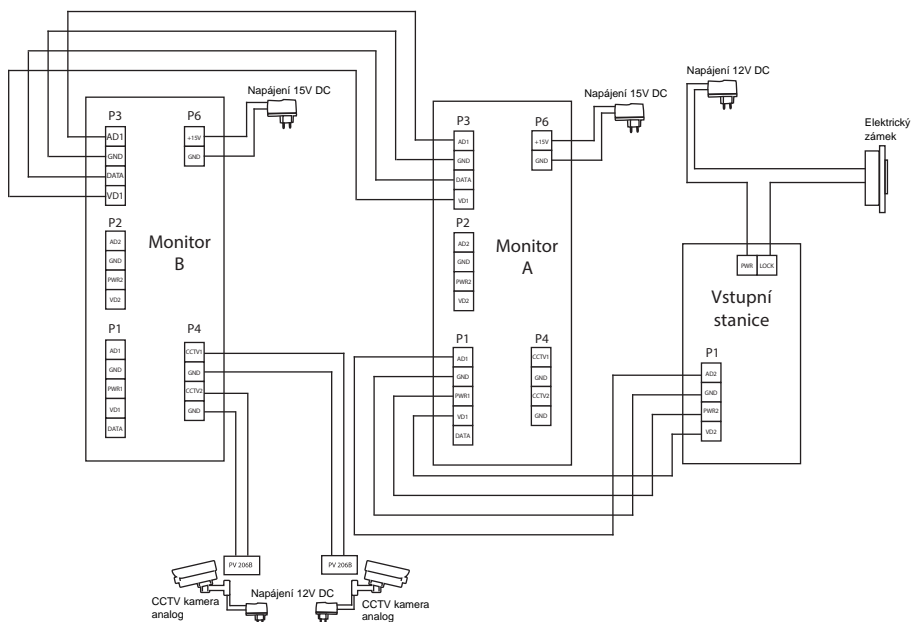 Napájení 15V DC
P3
P6
AD1
GND
DATA
VD1
+15V
GND
P2
AD2
GND
PWR2
VD2
Monitor
B
P1
AD1
GND
PWR1
VD1
DATA
P4
CCTV1
GND
CCTV2
GND
Napájení 15V DC
P3
P6
AD1
GND
DATA
VD1
+15V
GND
P2
AD2
GND
PWR2
VD2
Monitor
A
P1
AD1
GND
PWR1
VD1
DATA
P4
CCTV1
GND
CCTV2
GND
Napájení 12V DC
Elektrický
zámek
PWR
LOCK
Vstupní
stanice
P1
AD2
GND
PWR2
VD2
PV 206B
PV 206B
CCTV kamera
analog
Napájení 12V DC
CCTV kamera
analog